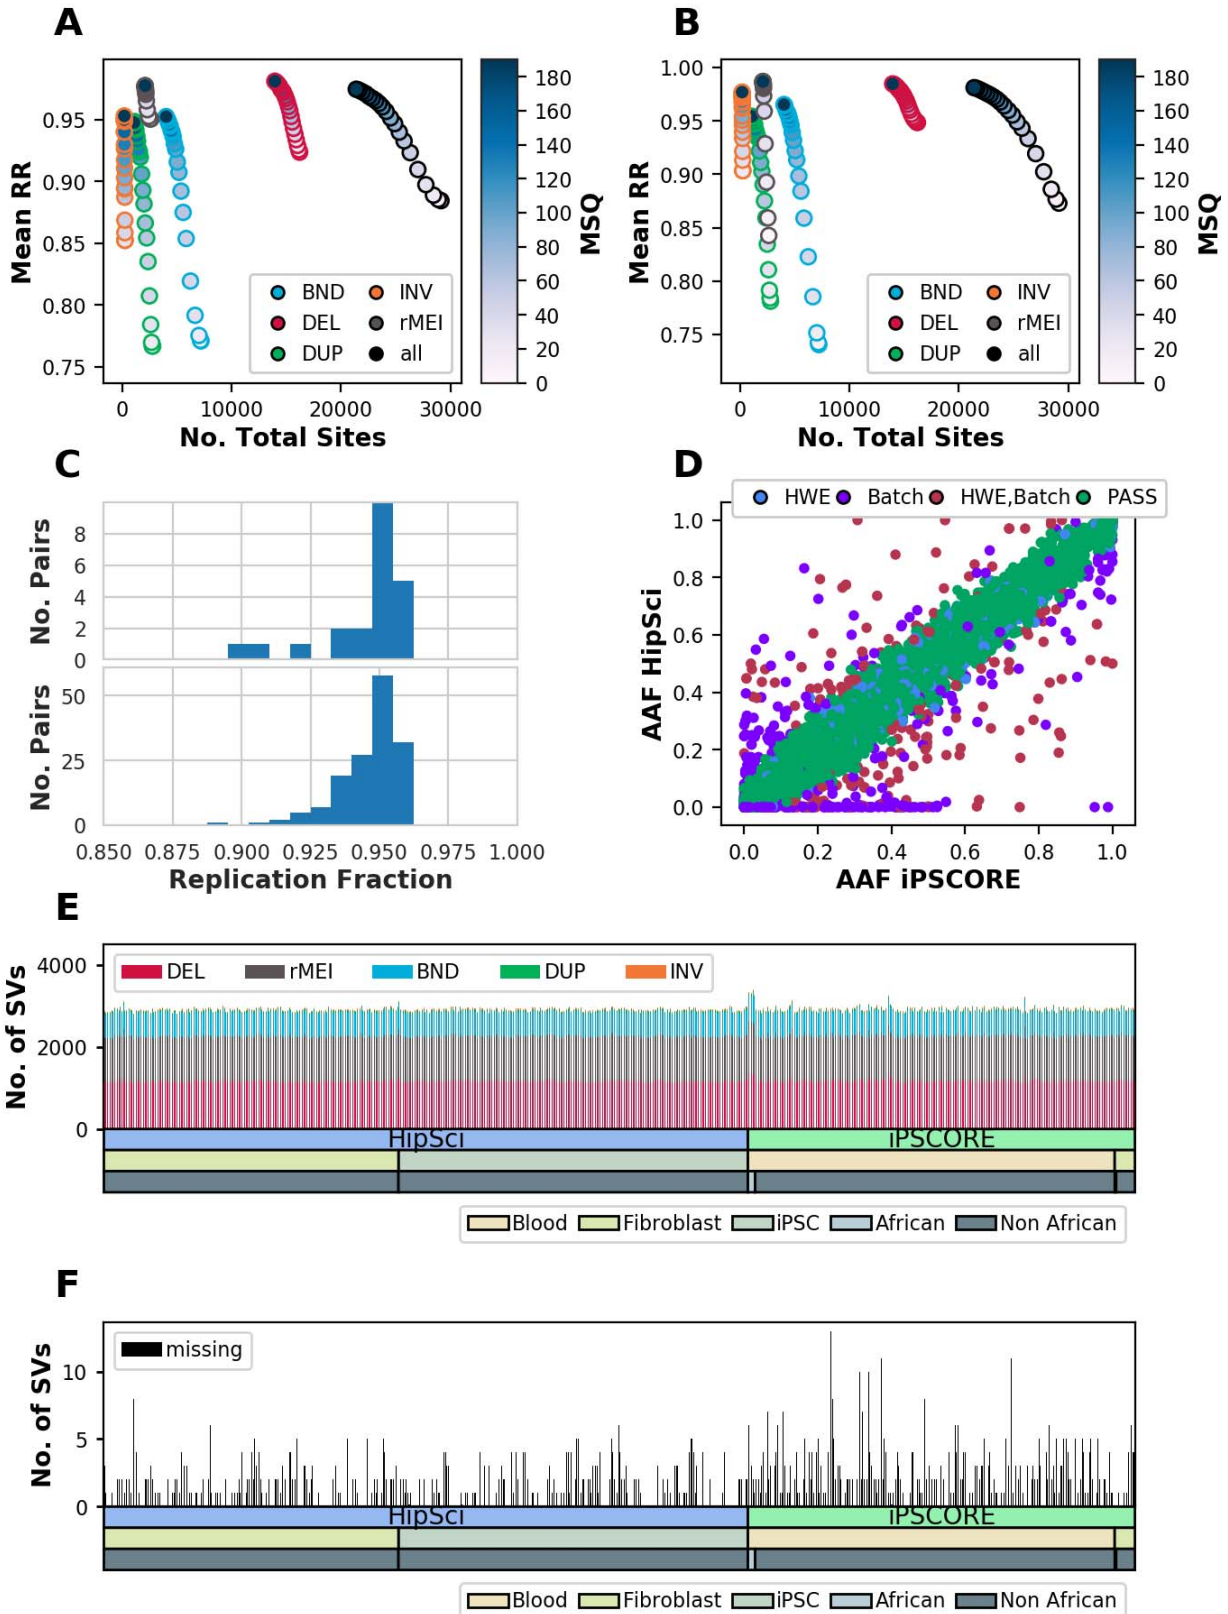 A
Mean RR
0.95
0.90
0.85
0.80
0.75
0 10000 20000 30000
No. Total Sites
BND INV
DEL rMEI
DUP all
180
160
140
120
100
80
60
40
20
0
MSQ
B
Mean RR
1.00
0.95
0.90
0.85
0.80
0.75
0 10000 20000 30000
No. Total Sites
BND INV
DEL rMEI
DUP all
180
160
140
120
100
80
60
40
20
0
MSQ
C
No. Pairs
8
6
4
2
0
No. Pairs
50
25
0
0.850 0.875 0.900 0.925 0.950 0.975 1.000
Replication Fraction
D
HWE Batch HWE,Batch PASS
AAF HipSci
1.0
0.8
0.6
0.4
0.2
0.0
0.0 0.2 0.4 0.6 0.8 1.0
AAF iPSCORE
E
No. of SVs
4000
2000
0
DEL rMEI BND DUP INV
HipSci iPSCORE
Blood Fibroblast iPSC African Non African
F
No. of SVs
10
5
0
missing
HipSci iPSCORE
Blood Fibroblast iPSC African Non African